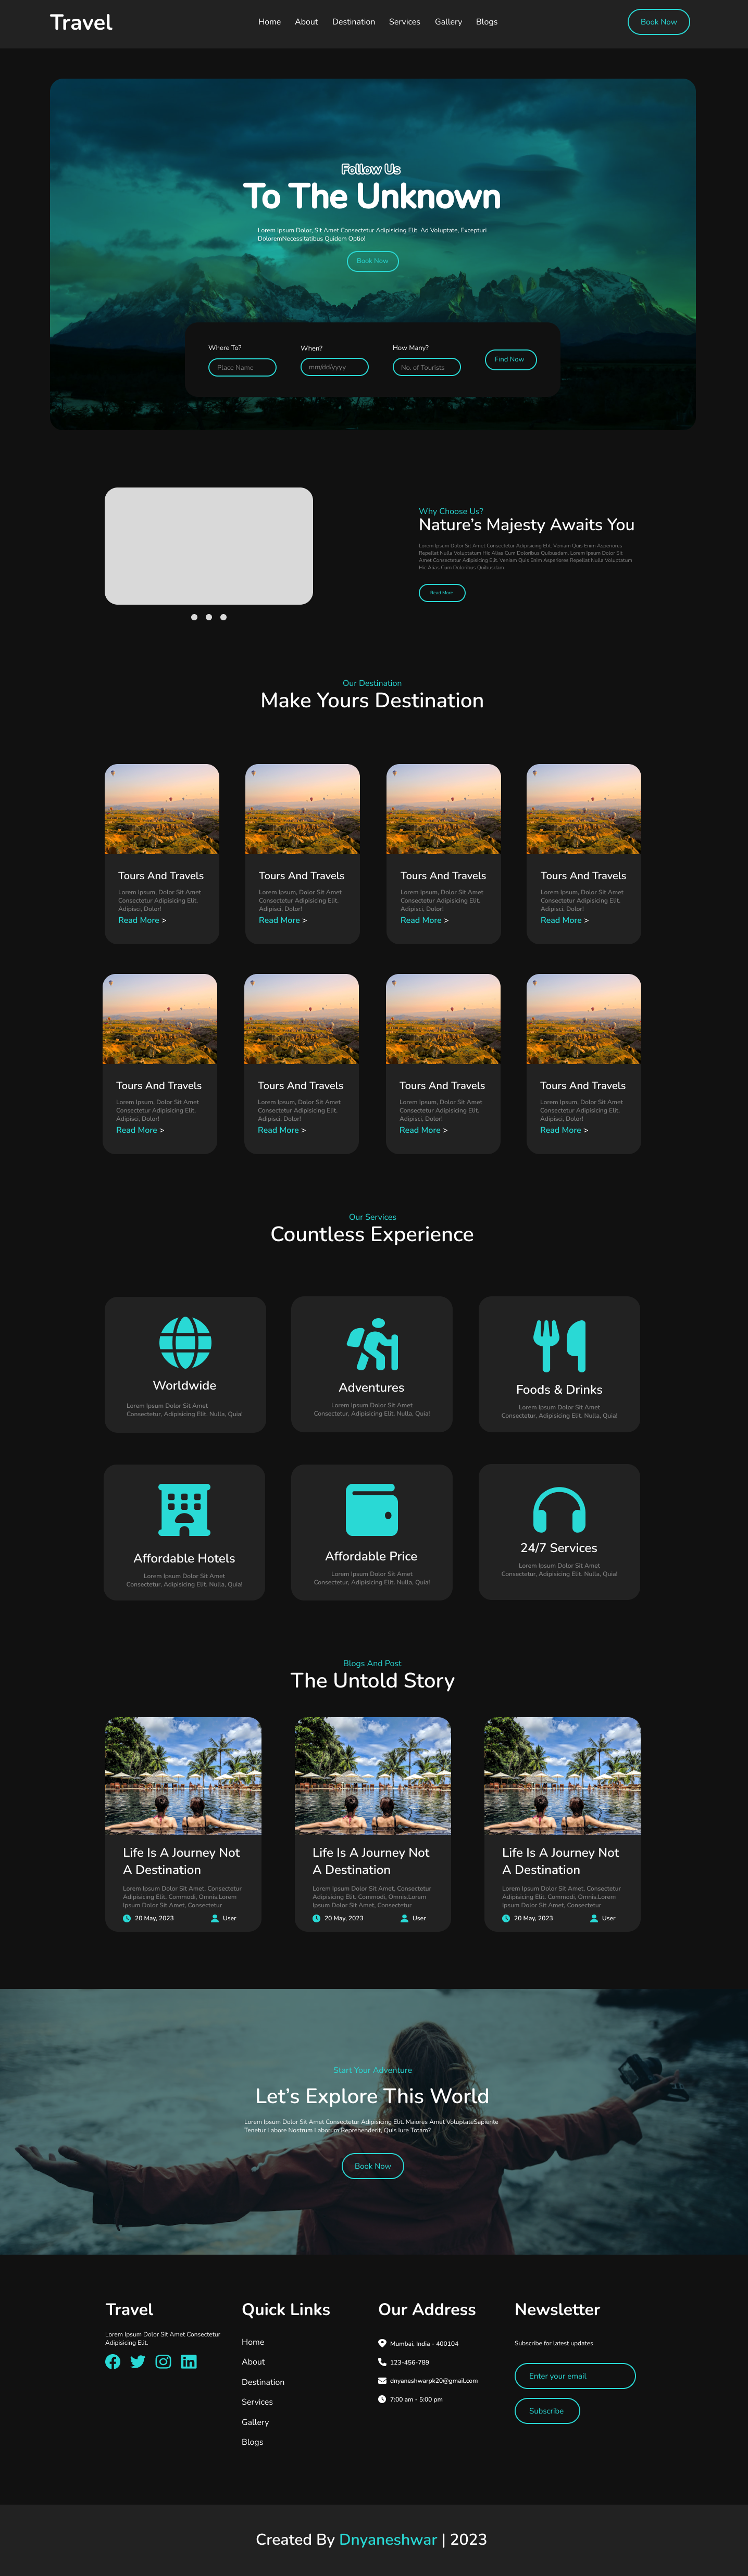 Travel
Home
About
Destination
Services
Gallery
Blogs
Book Now
Follow Us
To The Unknown
Lorem Ipsum Dolor, Sit Amet Consectetur Adipisicing Elit. Ad Voluptate, Excepturi
DoloremNecessitatibus Quidem Optio!
Book Now
Where To?
When?
How Many?
Place Name
mm/dd/yyyy
No. of Tourists
Find Now
Why Choose Us?
Nature's Majesty Awaits You
Lorem Ipsum Dolor Sit Amet Consectetur Adipisicing Elit. Veniam Quis Enim Asperiores
Repellat Nulla Voluptatum Hic Alias Cum Doloribus Quibusdam. Lorem Ipsum Dolor Sit
Amet Consectetur Adipisicing Elit. Veniam Quis Enim Asperiores Repellat Nulla Voluptatum
Hic Alias Cum Doloribus Quibusdam.
Read More
Our Destination
Make Yours Destination
Tours And Travels
Lorem Ipsum, Dolor Sit Amet
Consectetur Adipisicing Elit.
Adipisci, Dolor!
Read More >
Tours And Travels
Lorem Ipsum, Dolor Sit Amet
Consectetur Adipisicing Elit.
Adipisci, Dolor!
Read More >
Tours And Travels
Lorem Ipsum, Dolor Sit Amet
Consectetur Adipisicing Elit.
Adipisci, Dolor!
Read More >
Tours And Travels
Lorem Ipsum, Dolor Sit Amet
Consectetur Adipisicing Elit.
Adipisci, Dolor!
Read More >
Tours And Travels
Lorem Ipsum, Dolor Sit Amet
Consectetur Adipisicing Elit.
Adipisci, Dolor!
Read More >
Tours And Travels
Lorem Ipsum, Dolor Sit Amet
Consectetur Adipisicing Elit.
Adipisci, Dolor!
Read More >
Tours And Travels
Lorem Ipsum, Dolor Sit Amet
Consectetur Adipisicing Elit.
Adipisci, Dolor!
Read More >
Tours And Travels
Lorem Ipsum, Dolor Sit Amet
Consectetur Adipisicing Elit.
Adipisci, Dolor!
Read More >
Our Services
Countless Experience
Worldwide
Lorem Ipsum Dolor Sit Amet
Consectetur, Adipisicing Elit. Nulla, Quia!
Adventures
Lorem Ipsum Dolor Sit Amet
Consectetur, Adipisicing Elit. Nulla, Quia!
Foods & Drinks
Lorem Ipsum Dolor Sit Amet
Consectetur, Adipisicing Elit. Nulla, Quia!
Affordable Hotels
Lorem Ipsum Dolor Sit Amet
Consectetur, Adipisicing Elit. Nulla, Quia!
Affordable Price
Lorem Ipsum Dolor Sit Amet
Consectetur, Adipisicing Elit. Nulla, Quia!
24/7 Services
Lorem Ipsum Dolor Sit Amet
Consectetur, Adipisicing Elit. Nulla, Quia!
Blogs And Post
The Untold Story
Life Is A Journey Not
A Destination
Lorem Ipsum Dolor Sit Amet, Consectetur
Adipisicing Elit. Commodi, Omnis.Lorem
Ipsum Dolor Sit Amet, Consectetur
20 May, 2023
User
Life Is A Journey Not
A Destination
Lorem Ipsum Dolor Sit Amet, Consectetur
Adipisicing Elit. Commodi, Omnis.Lorem
Ipsum Dolor Sit Amet, Consectetur
20 May, 2023
User
Life Is A Journey Not
A Destination
Lorem Ipsum Dolor Sit Amet, Consectetur
Adipisicing Elit. Commodi, Omnis.Lorem
Ipsum Dolor Sit Amet, Consectetur
20 May, 2023
User
Start Your Adventure
Let's Explore This World
Lorem Ipsum Dolor Sit Amet Consectetur Adipisicing Elit. Maiores Amet VoluptateSapiente
Tenetur Labore Nostrum Laborum Reprehenderit, Quis Iure Totam?
Book Now
Travel
Lorem Ipsum Dolor Sit Amet Consectetur
Adipisicing Elit.
Quick Links
Home
About
Destination
Services
Gallery
Blogs
Our Address
Mumbai, India - 400104
123-456-789
dnyaneshwarpk20@gmail.com
7:00 am - 5:00 pm
Newsletter
Subscribe for latest updates
Enter your email
Subscribe
Created By Dnyaneshwar | 2023